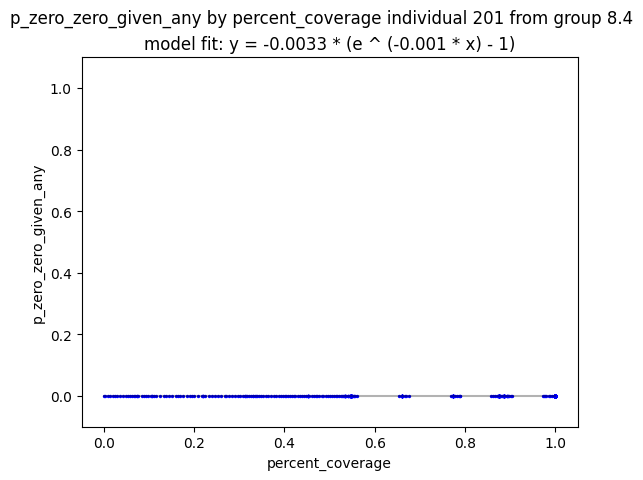 p_zero_zero_given_any by percent_coverage individual 201 from group 8.4
model fit: y = -0.0033 * (e ^ (-0.001 * x) - 1)
1.0
0.8
0.6
0.4
0.2
0.0
p_zero_zero_given_any
0.0 0.2 0.4 0.6 0.8 1.0
percent_coverage